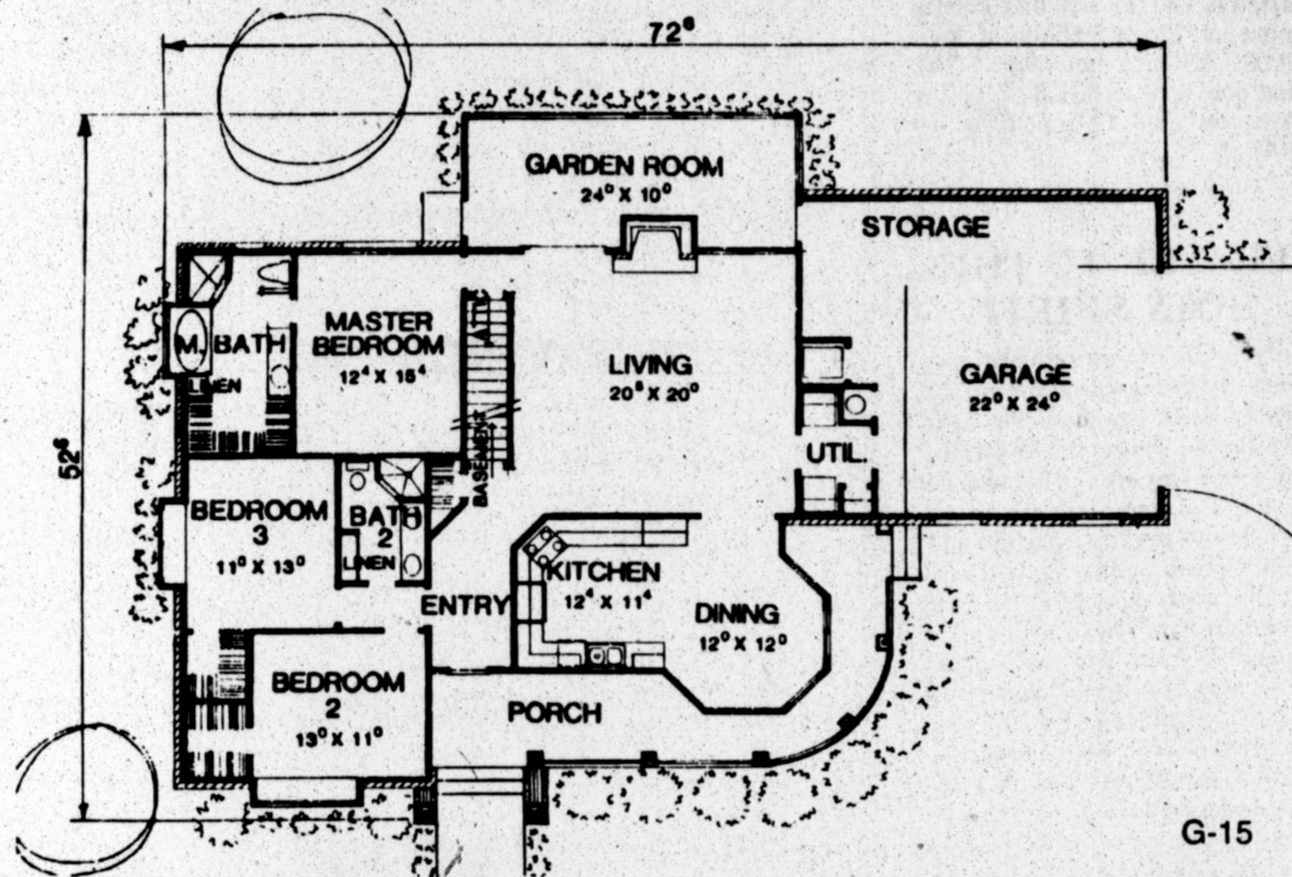 72⁶
GARDEN ROOM
24⁰ X 10⁰
STORAGE
ATTIC
MASTER
BEDROOM
12⁴ X 15⁴
M. BATH
LINEN
LIVING
20⁸ X 20⁰
GARAGE
22⁰ X 24⁰
52⁶
UTIL.
BASEMENT
BEDROOM
3
11⁰ X 13⁰
BATH
2
LINEN
KITCHEN
12⁴ X 11⁴
ENTRY
DINING
12⁰ X 12⁰
BEDROOM
2
13⁰ X 11⁰
PORCH
G-15